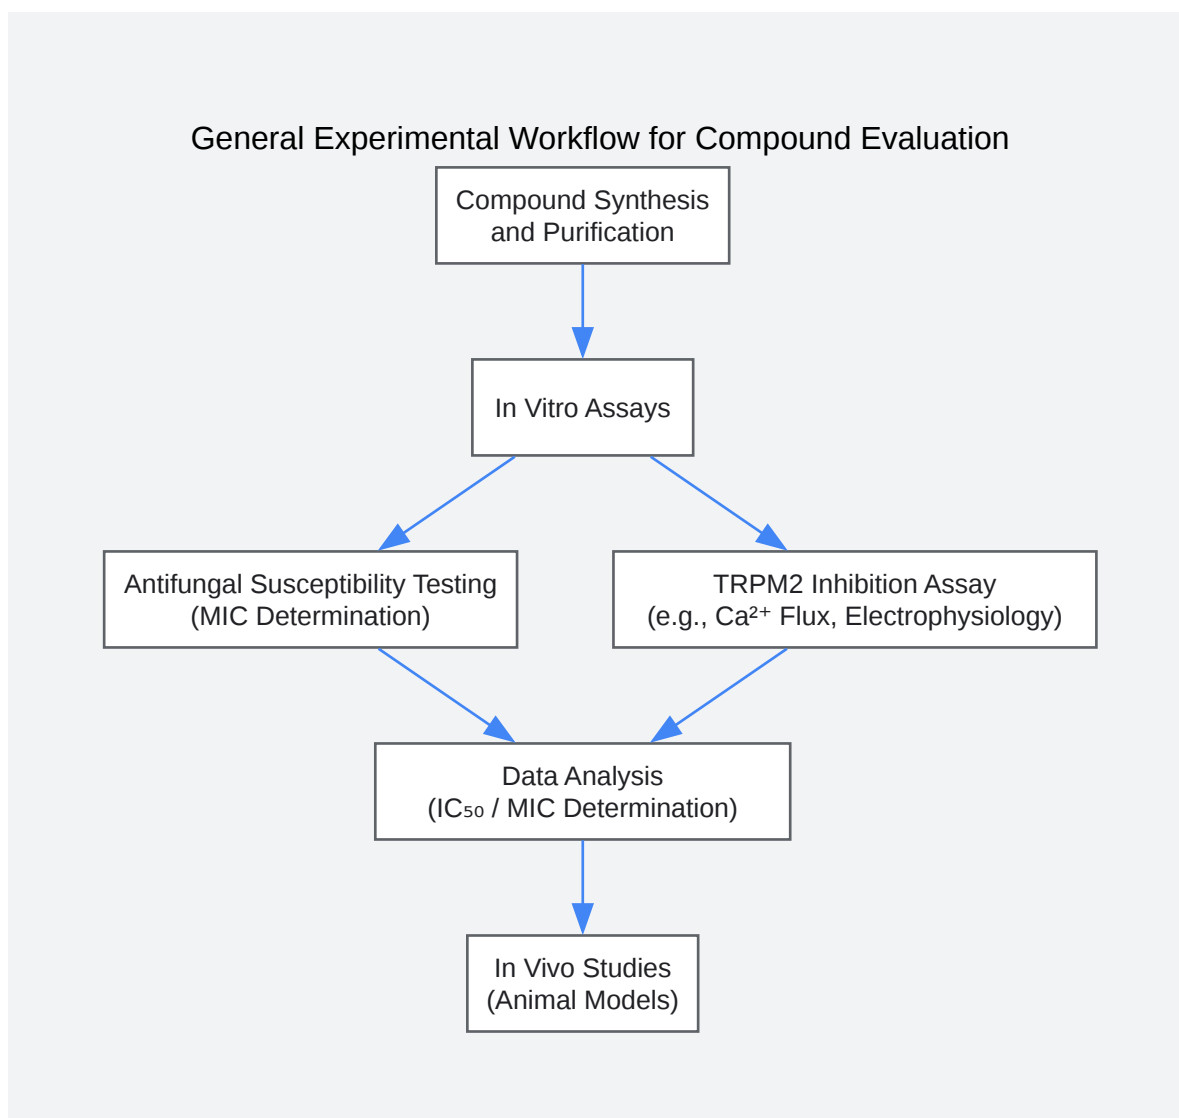 General Experimental Workflow for Compound Evaluation
Compound Synthesis
and Purification
In Vitro Assays
Antifungal Susceptibility Testing
(MIC Determination)
TRPM2 Inhibition Assay
(e.g., Ca²⁺ Flux, Electrophysiology)
Data Analysis
(IC₅₀ / MIC Determination)
In Vivo Studies
(Animal Models)